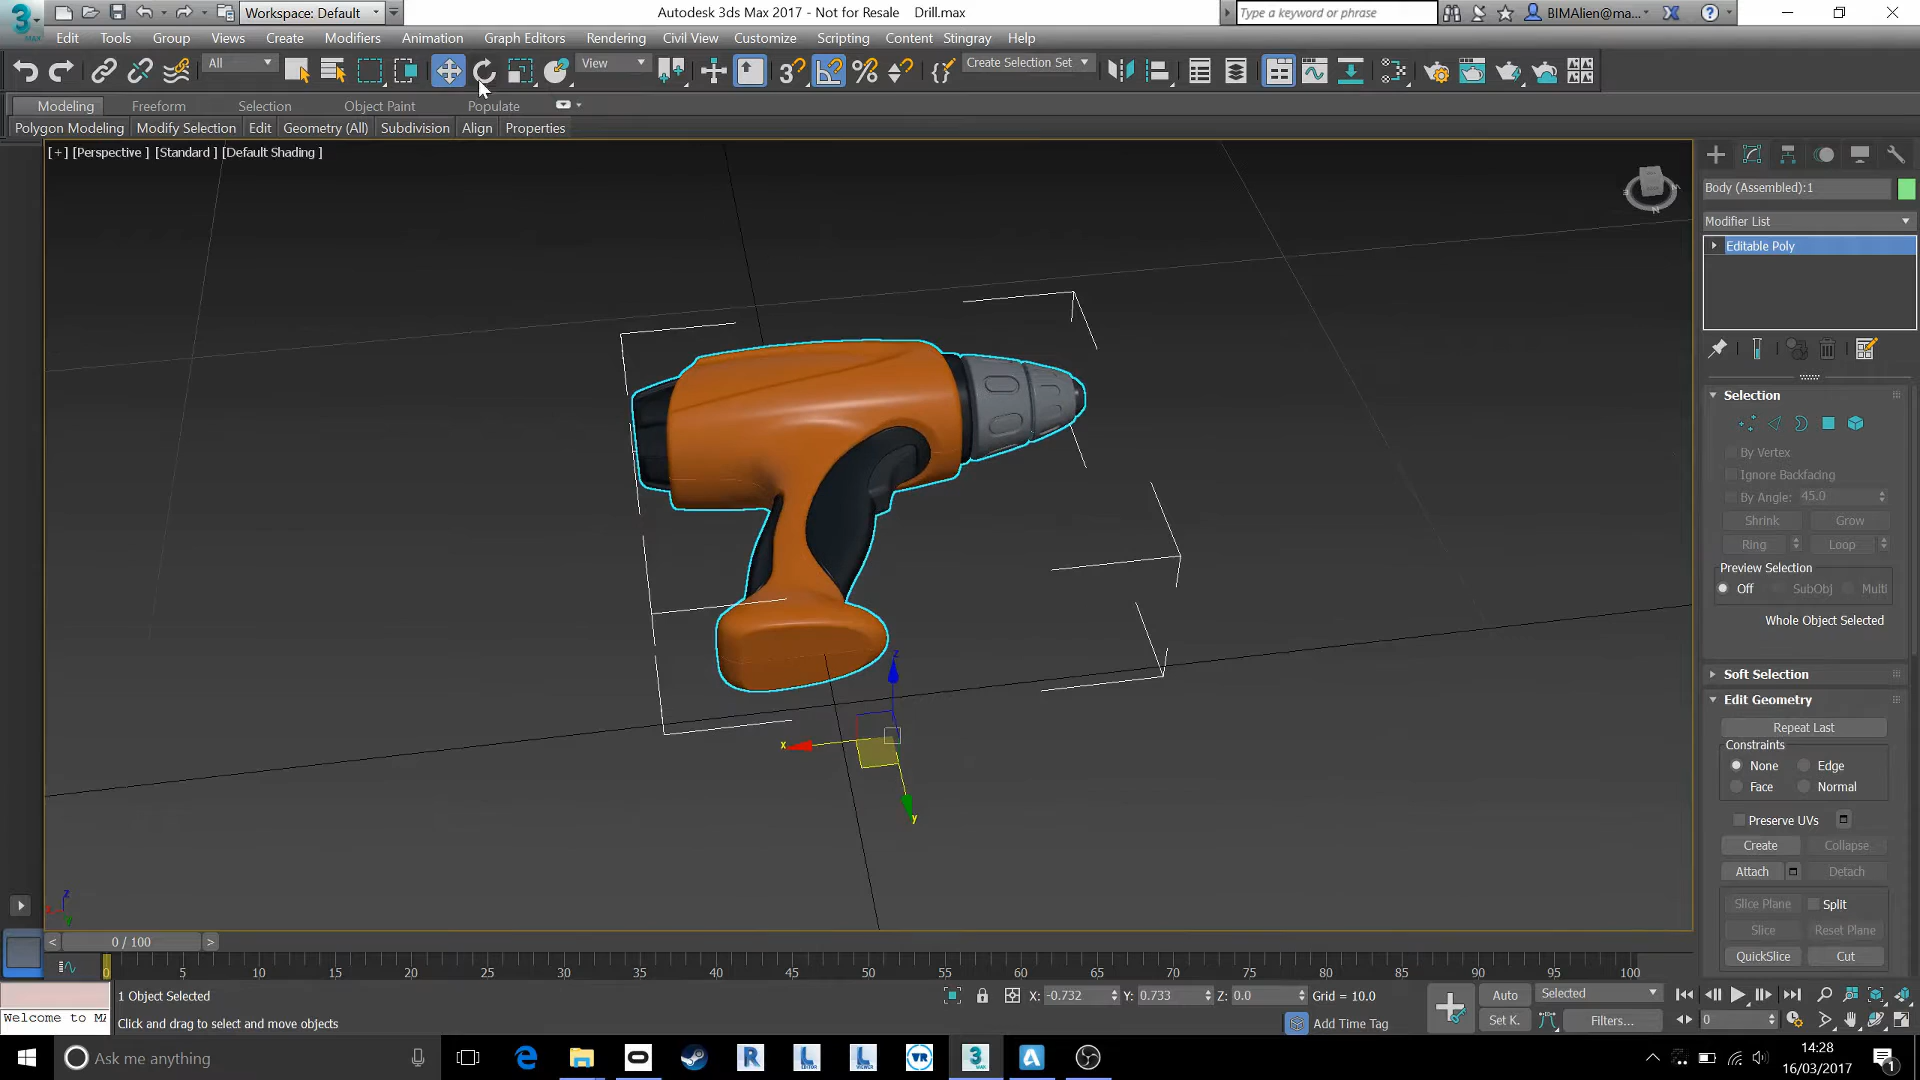 3
MAX
Workspace: Default
Autodesk 3ds Max 2017 - Not for Resale    Drill.max
Type a keyword or phrase
BIMAlien@ma...
Edit
Tools
Group
Views
Create
Modifiers
Animation
Graph Editors
Rendering
Civil View
Customize
Scripting
Content
Stingray
Help
All
View
Create Selection Set
Modeling
Freeform
Selection
Object Paint
Populate
Polygon Modeling
Modify Selection
Edit
Geometry (All)
Subdivision
Align
Properties
[+] [Perspective ] [Standard ] [Default Shading ]
Body (Assembled):1
Modifier List
Editable Poly
Selection
By Vertex
Ignore Backfacing
By Angle: 45.0
Shrink
Grow
Ring
Loop
Preview Selection
Off
SubObj
Multi
Whole Object Selected
Soft Selection
Edit Geometry
Repeat Last
Constraints
None
Edge
Face
Normal
Preserve UVs
Create
Collapse
Attach
Detach
Slice Plane
Split
Slice
Reset Plane
QuickSlice
Cut
z
x
y
z
0 / 100
0
5
10
15
20
25
30
35
40
45
50
55
60
65
70
75
80
85
90
95
100
1 Object Selected
X: -0.732
Y: 0.733
Z: 0.0
Grid = 10.0
Auto
Selected
Welcome to MA
Click and drag to select and move objects
Add Time Tag
Set K.
Filters...
0
Ask me anything
14:28
16/03/2017
1